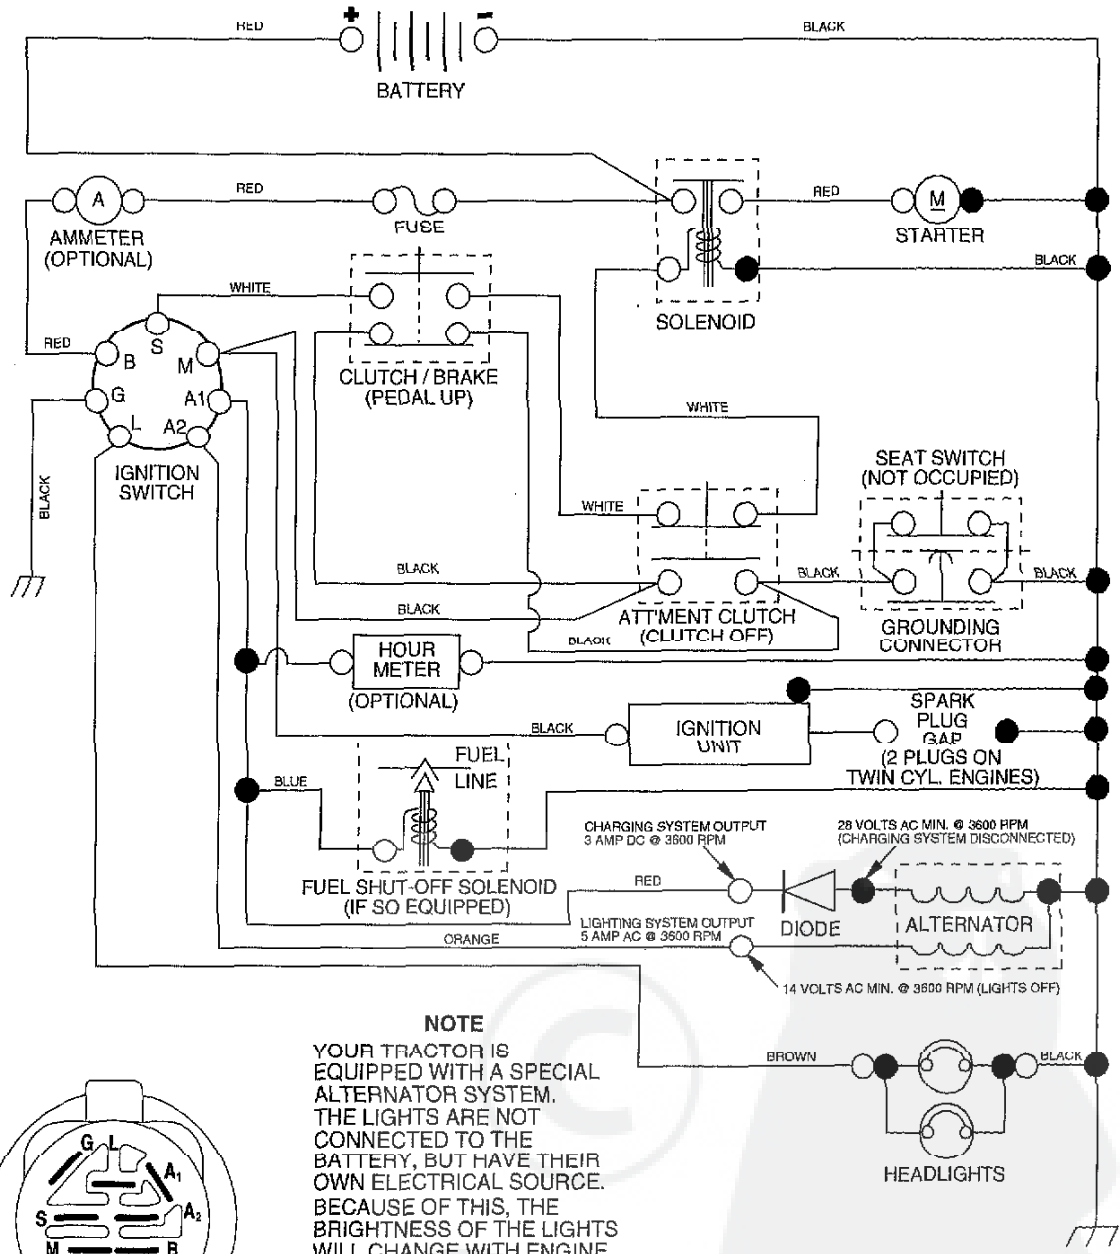 + -
RED BLACK
BATTERY
RED RED
A M
FUSE
AMMETER
(OPTIONAL)
STARTER
BLACK
WHITE
SOLENOID
RED
S
B M
G A1
L A2
CLUTCH / BRAKE
(PEDAL UP)
WHITE
IGNITION
SWITCH
BLACK
SEAT SWITCH
(NOT OCCUPIED)
WHITE
BLACK BLACK BLACK
BLACK
ATT'MENT CLUTCH
(CLUTCH OFF)
BLACK
GROUNDING
CONNECTOR
HOUR
METER
(OPTIONAL)
BLACK
IGNITION
UNIT
SPARK
PLUG
GAP
(2 PLUGS ON
TWIN CYL. ENGINES)
FUEL
LINE
BLUE
FUEL SHUT-OFF SOLENOID
(IF SO EQUIPPED)
CHARGING SYSTEM OUTPUT
3 AMP DC @ 3600 RPM
28 VOLTS AC MIN. @ 3600 RPM
(CHARGING SYSTEM DISCONNECTED)
RED
DIODE
ALTERNATOR
LIGHTING SYSTEM OUTPUT
5 AMP AC @ 3600 RPM
ORANGE
14 VOLTS AC MIN. @ 3600 RPM (LIGHTS OFF)
BROWN BLACK
HEADLIGHTS
NOTE
YOUR TRACTOR IS
EQUIPPED WITH A SPECIAL
ALTERNATOR SYSTEM.
THE LIGHTS ARE NOT
CONNECTED TO THE
BATTERY, BUT HAVE THEIR
OWN ELECTRICAL SOURCE.
BECAUSE OF THIS, THE
BRIGHTNESS OF THE LIGHTS
WILL CHANGE WITH ENGINE
G L
A1
S A2
M B
©